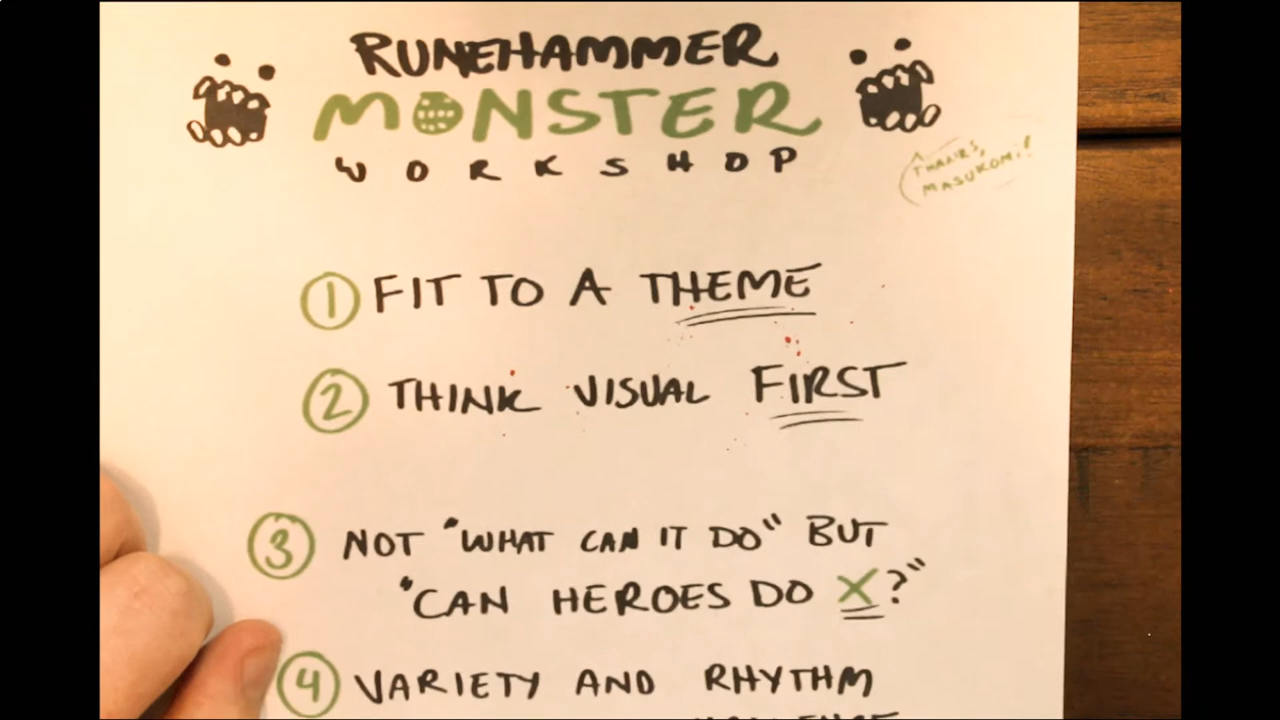 RUNEHAMMER
MONSTER
WORKSHOP
THANKS,
MASUKOMI!
1 FIT TO A THEME
2 THINK VISUAL FIRST
3 NOT "WHAT CAN IT DO" BUT
"CAN HEROES DO X?"
4 VARIETY AND RHYTHM